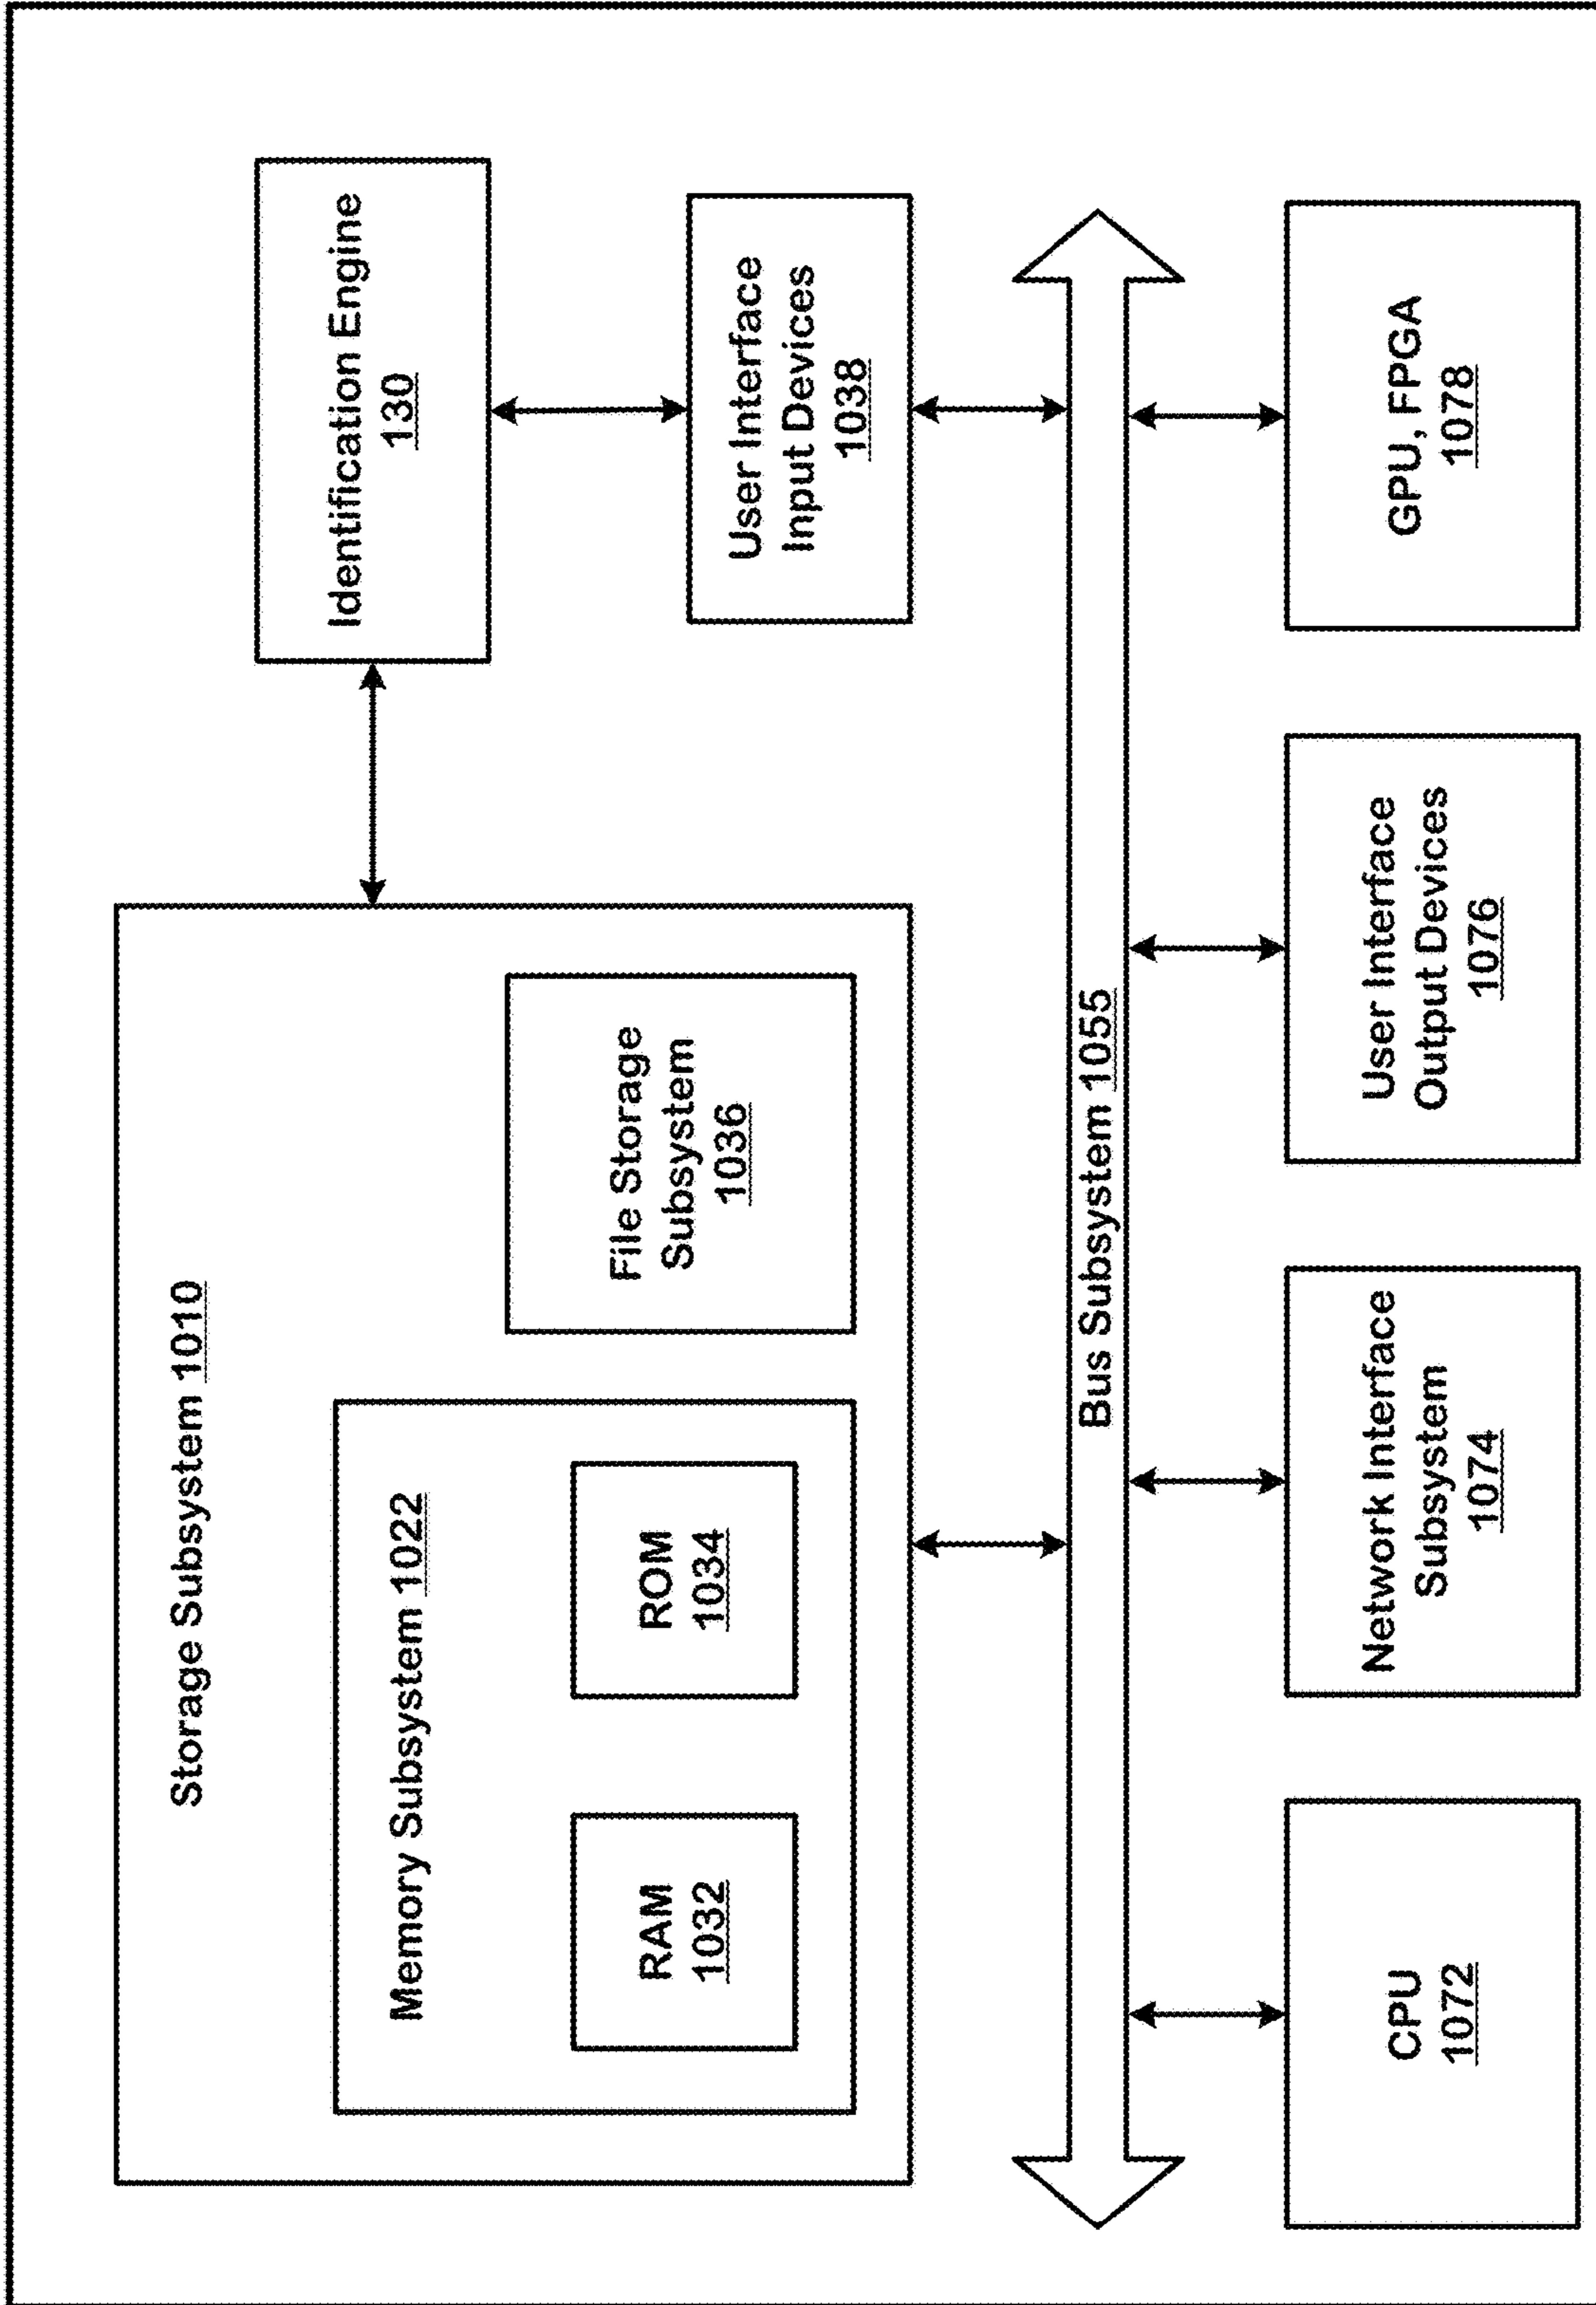 Storage Subsystem 1010
Memory Subsystem 1022
RAM
1032
ROM
1034
File Storage
Subsystem
1036
Identification Engine
130
User Interface
Input Devices
1038
Bus Subsystem 1055
CPU
1072
Network Interface
Subsystem
1074
User Interface
Output Devices
1076
GPU, FPGA
1078